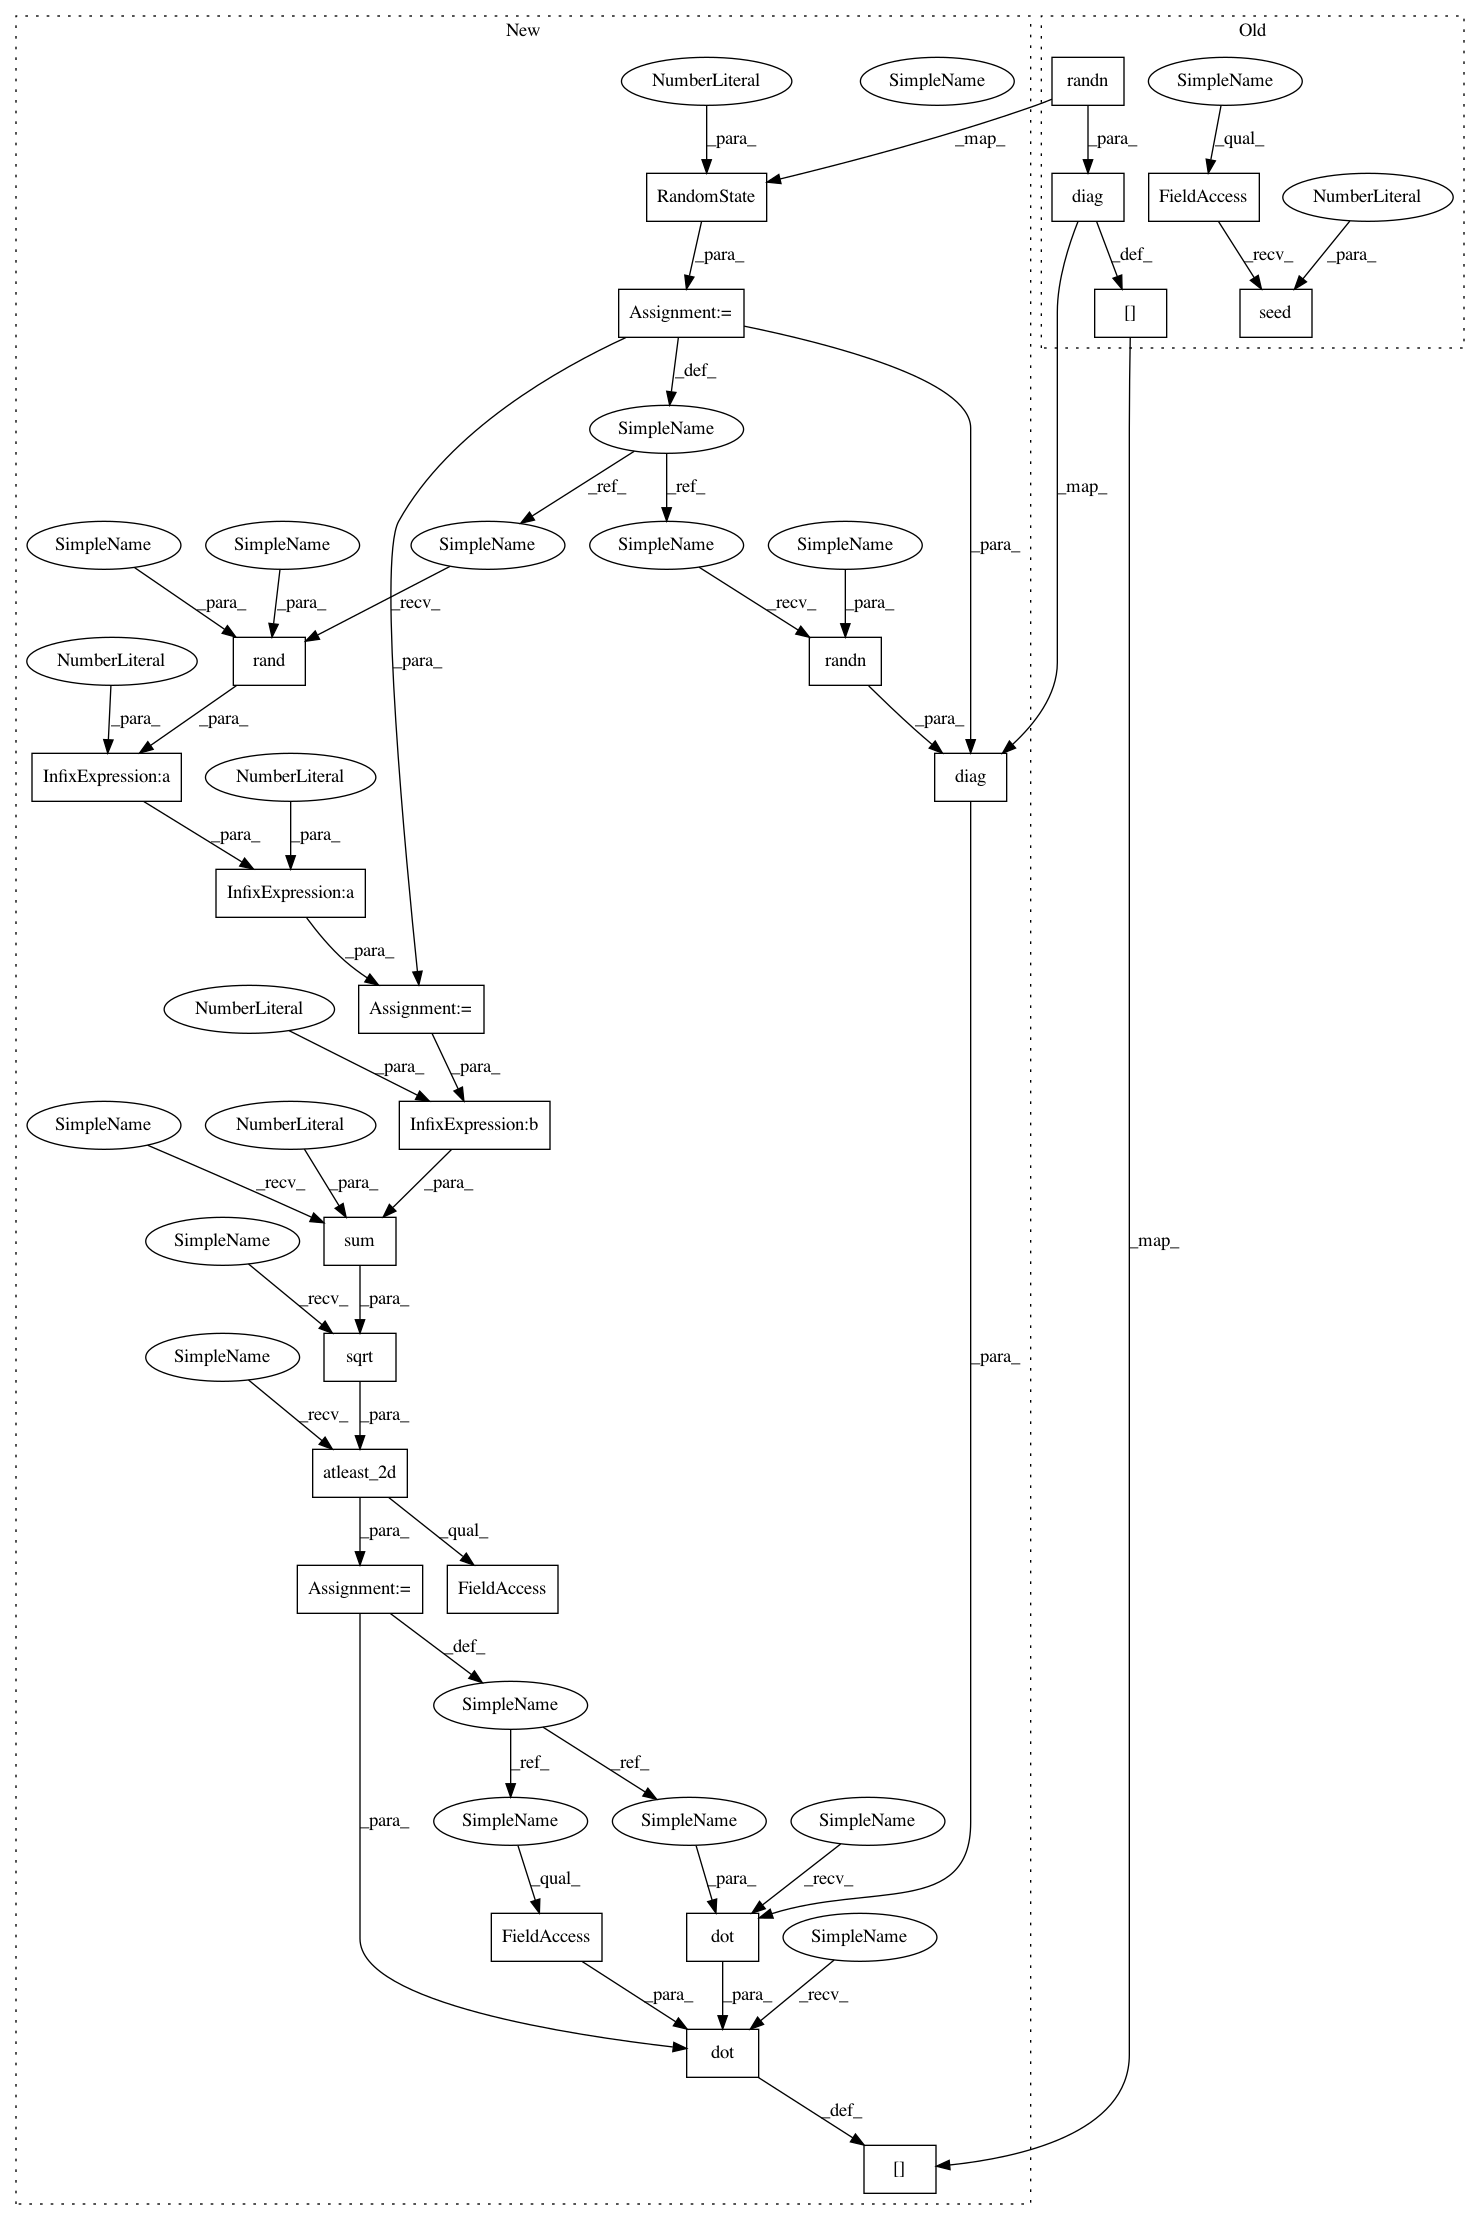 New
Old
NumberLiteral
SimpleName
randn
SimpleName
_para_
_map_
_para_
_qual_
RandomState
diag
FieldAccess
NumberLiteral
_para_
_def_
_recv_
_para_
Assignment:=
[]
seed
_def_
SimpleName
_ref_
_ref_
_map_
SimpleName
SimpleName
SimpleName
SimpleName
SimpleName
_para_
_para_
_para_
_recv_
_recv_
_para_
NumberLiteral
rand
_para_
randn
_para_
_para_
_para_
InfixExpression:a
NumberLiteral
diag
_para_
_para_
InfixExpression:a
_para_
NumberLiteral
Assignment:=
_para_
_para_
SimpleName
NumberLiteral
InfixExpression:b
_recv_
_para_
_para_
SimpleName
sum
_map_
_recv_
_para_
SimpleName
sqrt
_para_
_recv_
_para_
atleast_2d
_para_
_qual_
Assignment:=
FieldAccess
_def_
SimpleName
_ref_
_ref_
_para_
SimpleName
SimpleName
SimpleName
_qual_
_para_
_recv_
FieldAccess
dot
SimpleName
_para_
_para_
_recv_
dot
_def_
[]